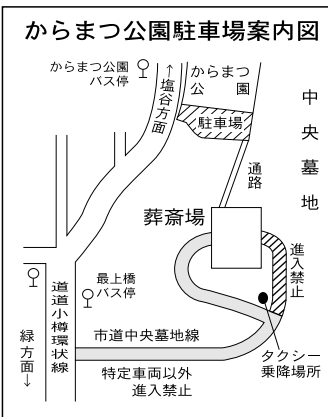 からまつ公園駐車場案内図
からまつ公園
バス停
←塩谷方面
からまつ
公園
駐車場
中央墓地
通路
葬斎場
進入禁止
最上橋
バス停
道道小樽環状線
緑方面→
市道中央墓地線
タクシー
乗降場所
特定車両以外
進入禁止